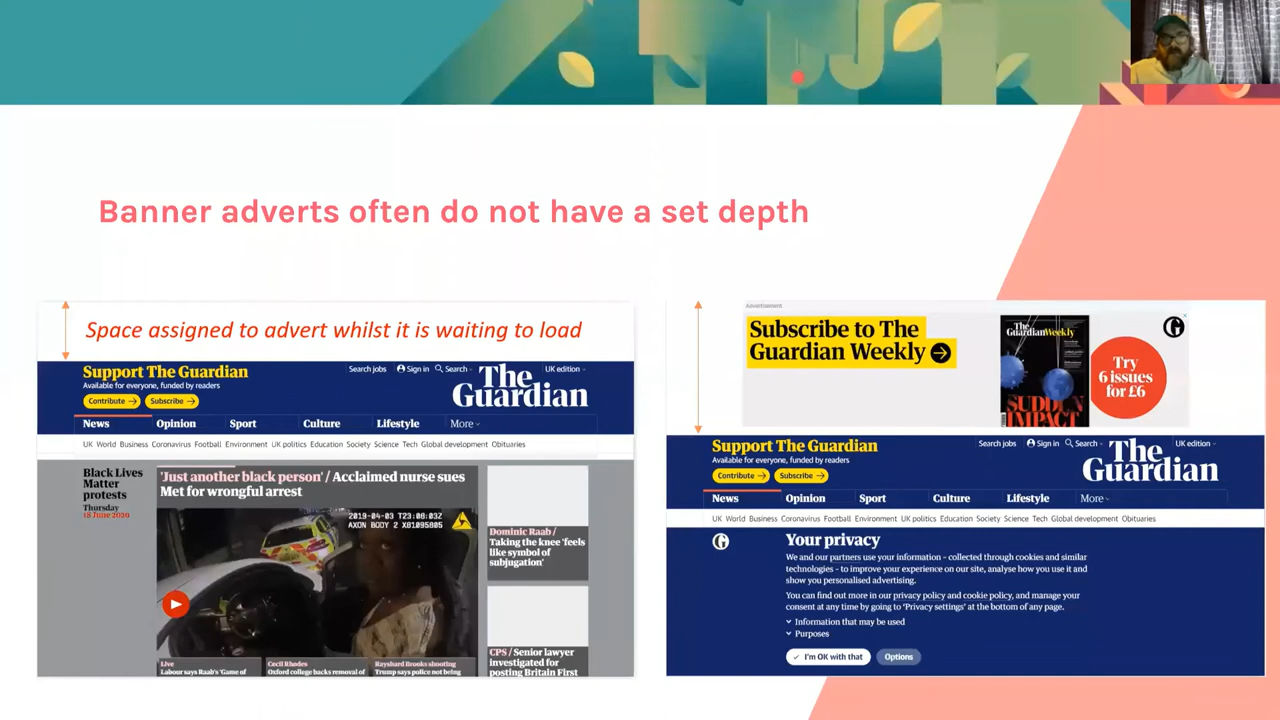 Banner adverts often do not have a set depth
Space assigned to advert whilst it is waiting to load
Support The Guardian
Available for everyone, funded by readers
Contribute →
Subscribe →
Search jobs
Sign in
Search
UK edition
The
Guardian
News
Opinion
Sport
Culture
Lifestyle
More
UK World Business Coronavirus Football Environment UK politics Education Society Science Tech Global development Obituaries
Black Lives
Matter
protests
Thursday
18 June 2020
'Just another black person' / Acclaimed nurse sues
Met for wrongful arrest
2019-04-03 T23:08:03Z
AXON BODY 2 X81095805
Dominic Raab /
Taking the knee 'feels
like symbol of
subjugation'
CPS / Senior lawyer
investigated for
posting Britain First
Live
Labour says Raab's 'Game of
Cecil Rhodes
Oxford college backs removal of
Rayshard Brooks shooting
Trump says police not being
Advertisement
Subscribe to The
Guardian Weekly
The
Guardian Weekly
SUDDEN
IMPACT
Try
6 issues
for £6
Support The Guardian
Available for everyone, funded by readers
Contribute →
Subscribe →
Search jobs
Sign in
Search
UK edition
The
Guardian
News
Opinion
Sport
Culture
Lifestyle
More
UK World Business Coronavirus Football Environment UK politics Education Society Science Tech Global development Obituaries
Your privacy
We and our partners use your information – collected through cookies and similar
technologies – to improve your experience on our site, analyse how you use it and
show you personalised advertising.
You can find out more in our privacy policy and cookie policy, and manage your
consent at any time by going to 'Privacy settings' at the bottom of any page.
Information that may be used
Purposes
I'm OK with that
Options